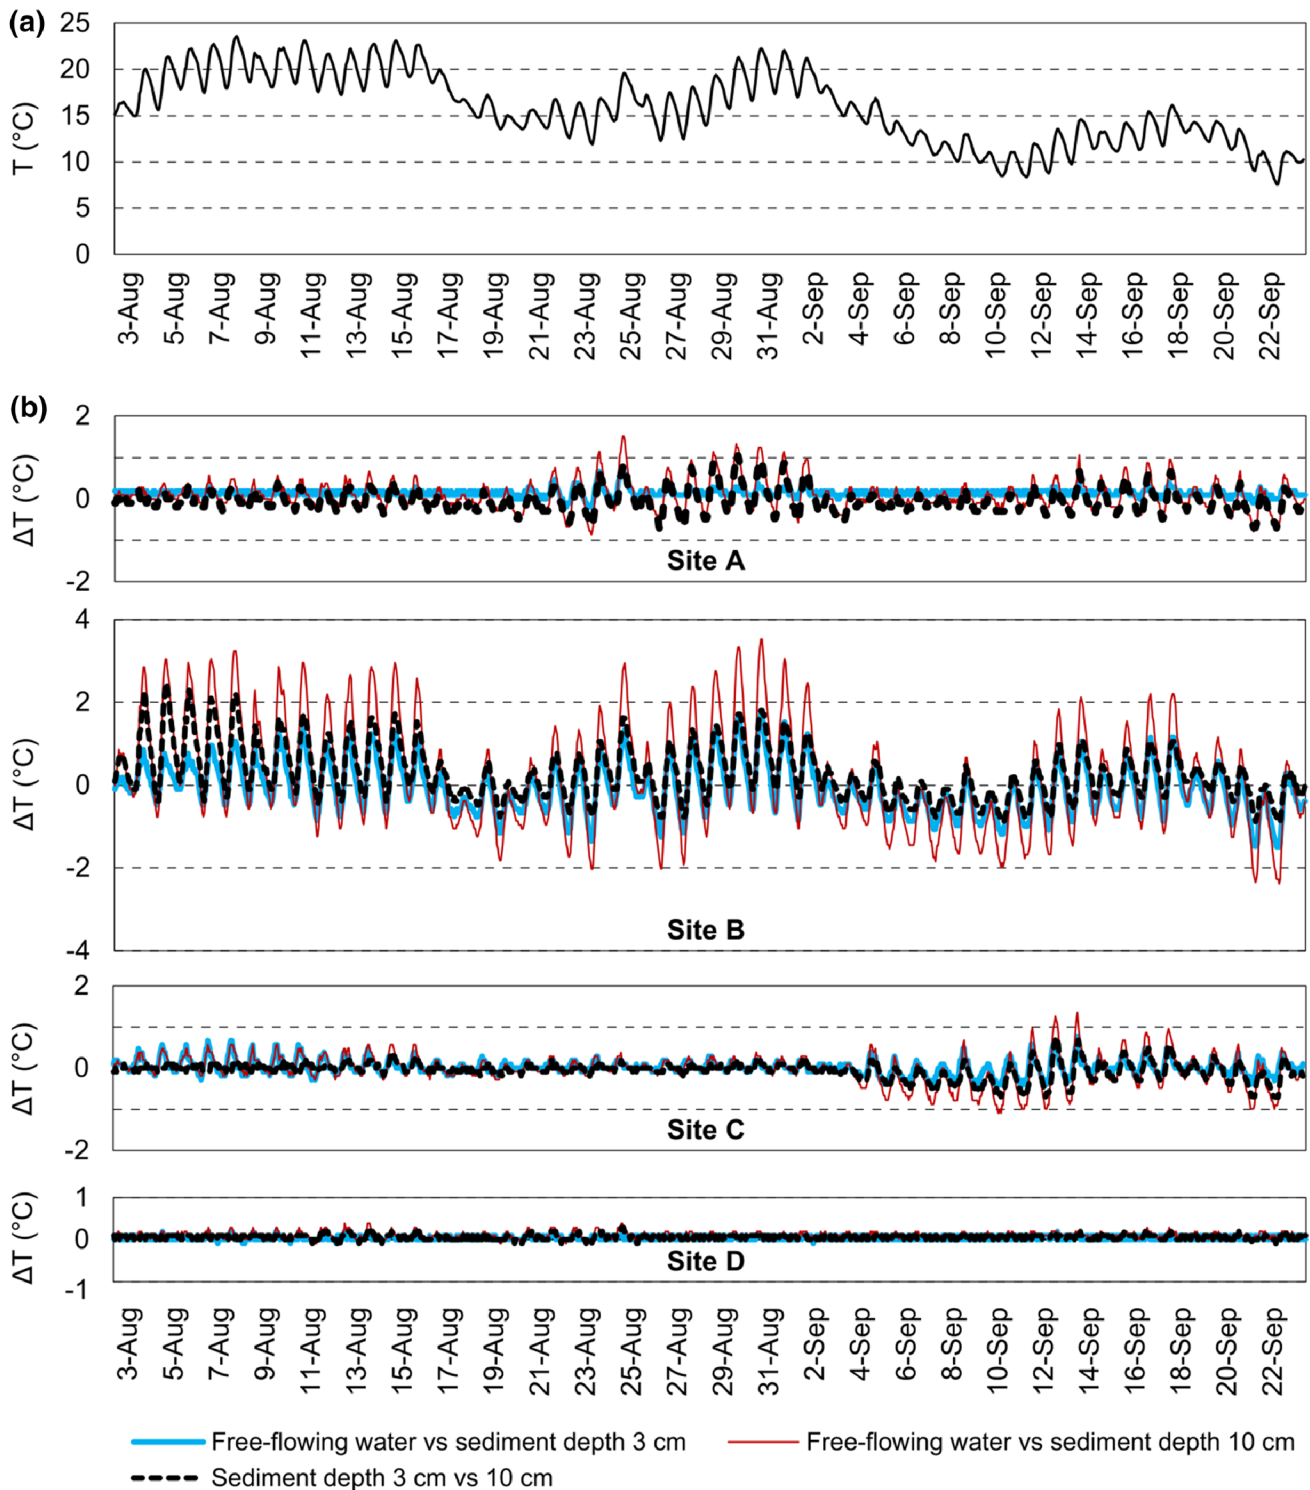 (a)
T (°C)
25
20
15
10
5
0
3-Aug 5-Aug 7-Aug 9-Aug 11-Aug 13-Aug 15-Aug 17-Aug 19-Aug 21-Aug 23-Aug 25-Aug 27-Aug 29-Aug 31-Aug 2-Sep 4-Sep 6-Sep 8-Sep 10-Sep 12-Sep 14-Sep 16-Sep 18-Sep 20-Sep 22-Sep
(b)
ΔT (°C)
2
1
0
-1
-2
Site A
ΔT (°C)
4
2
0
-2
-4
Site B
ΔT (°C)
2
1
0
-1
-2
Site C
ΔT (°C)
1
0
-1
Site D
3-Aug 5-Aug 7-Aug 9-Aug 11-Aug 13-Aug 15-Aug 17-Aug 19-Aug 21-Aug 23-Aug 25-Aug 27-Aug 29-Aug 31-Aug 2-Sep 4-Sep 6-Sep 8-Sep 10-Sep 12-Sep 14-Sep 16-Sep 18-Sep 20-Sep 22-Sep
Free-flowing water vs sediment depth 3 cm
Free-flowing water vs sediment depth 10 cm
Sediment depth 3 cm vs 10 cm